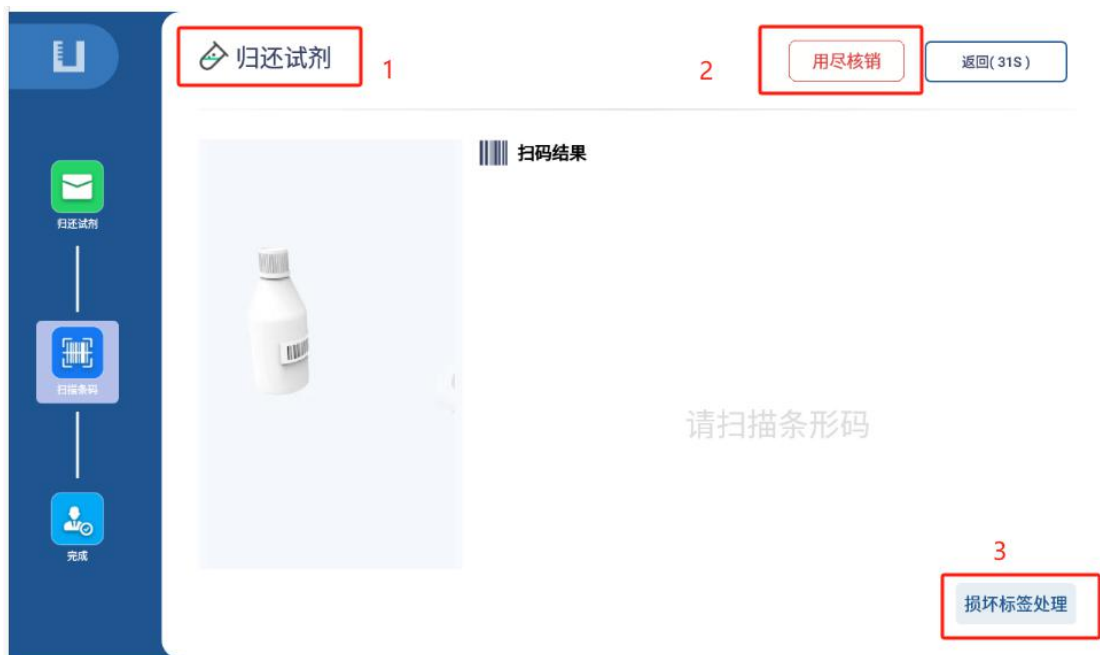 归还试剂
1
2
用尽核销
返回(31S)
扫码结果
归还试剂
扫描条码
请扫描条形码
完成
3
损坏标签处理